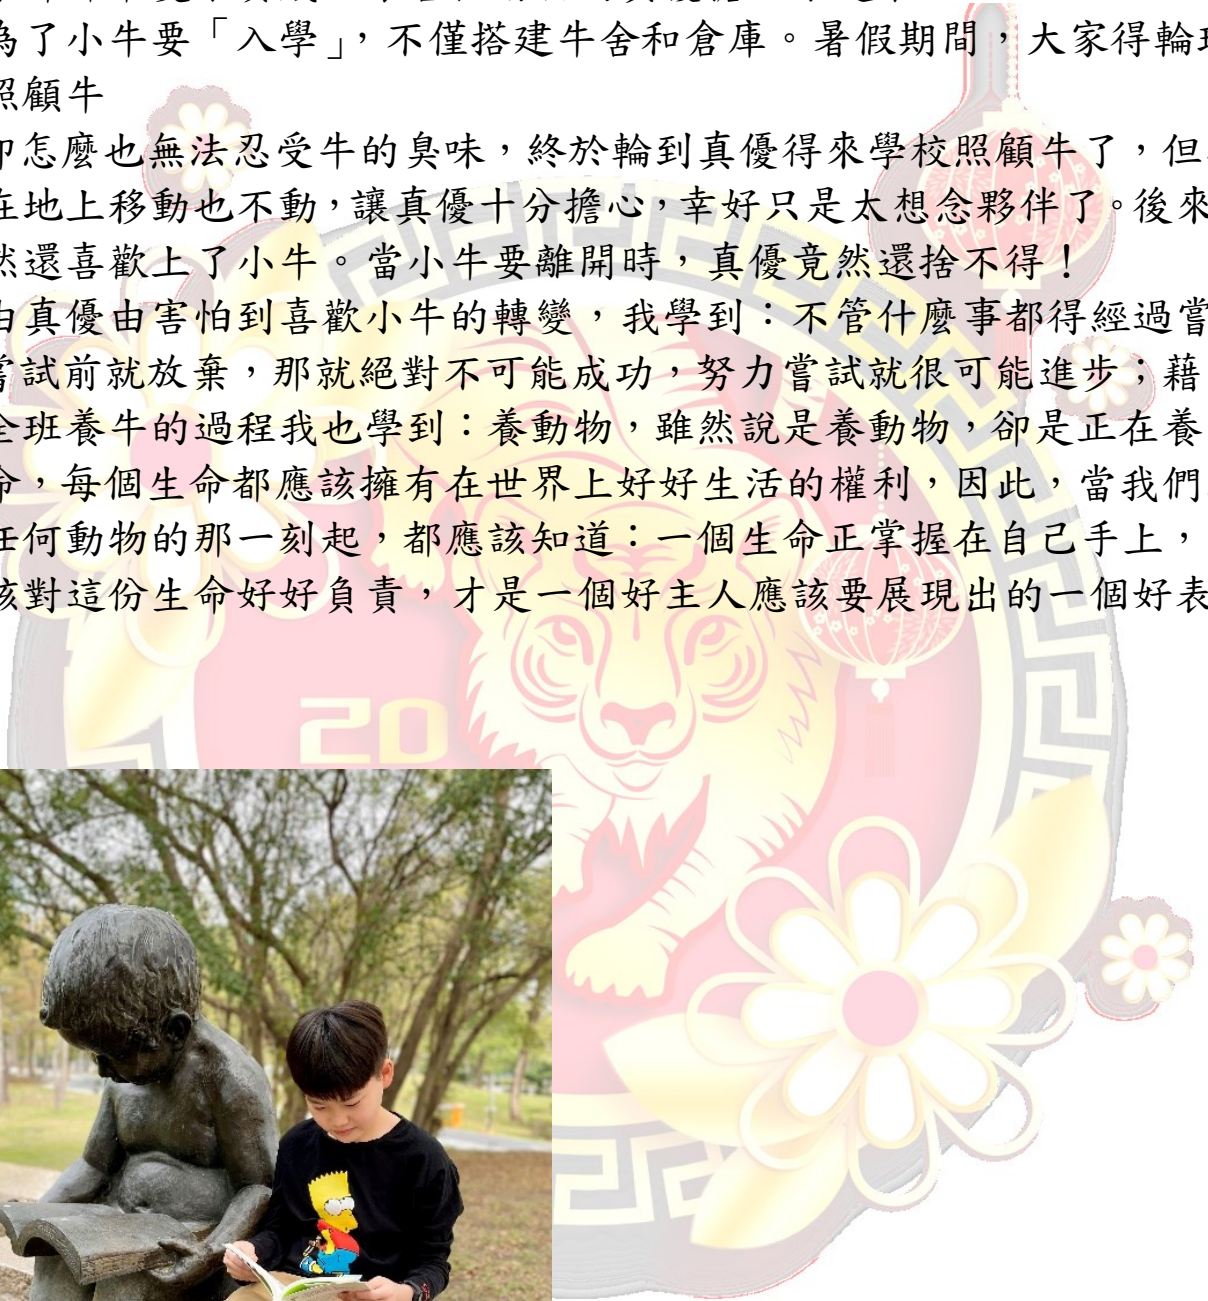 為了小牛要「入學」,不僅搭建牛舍和倉庫。暑假期間,大家得輪
照顧牛
怎麼也無法忍受牛的臭味,終於輪到真優得來學校照顧牛了,但
在地上移動也不動,讓真優十分擔心,幸好只是太想念夥伴了。後來
然還喜歡上了小牛。當小牛要離開時,真優竟然還捨不得!
由真優由害怕到喜歡小牛的轉變,我學到:不管什麼事都得經過嘗
嘗試前就放棄,那就絕對不可能成功,努力嘗試就很可能進步;藉
全班養牛的過程我也學到:養動物,雖然說是養動物,卻是正在養
命,每個生命都應該擁有在世界上好好生活的權利,因此,當我們
任何動物的那一刻起,都應該知道:一個生命正掌握在自己手上,
該對這份生命好好負責,才是一個好主人應該要展現出的一個好表
20